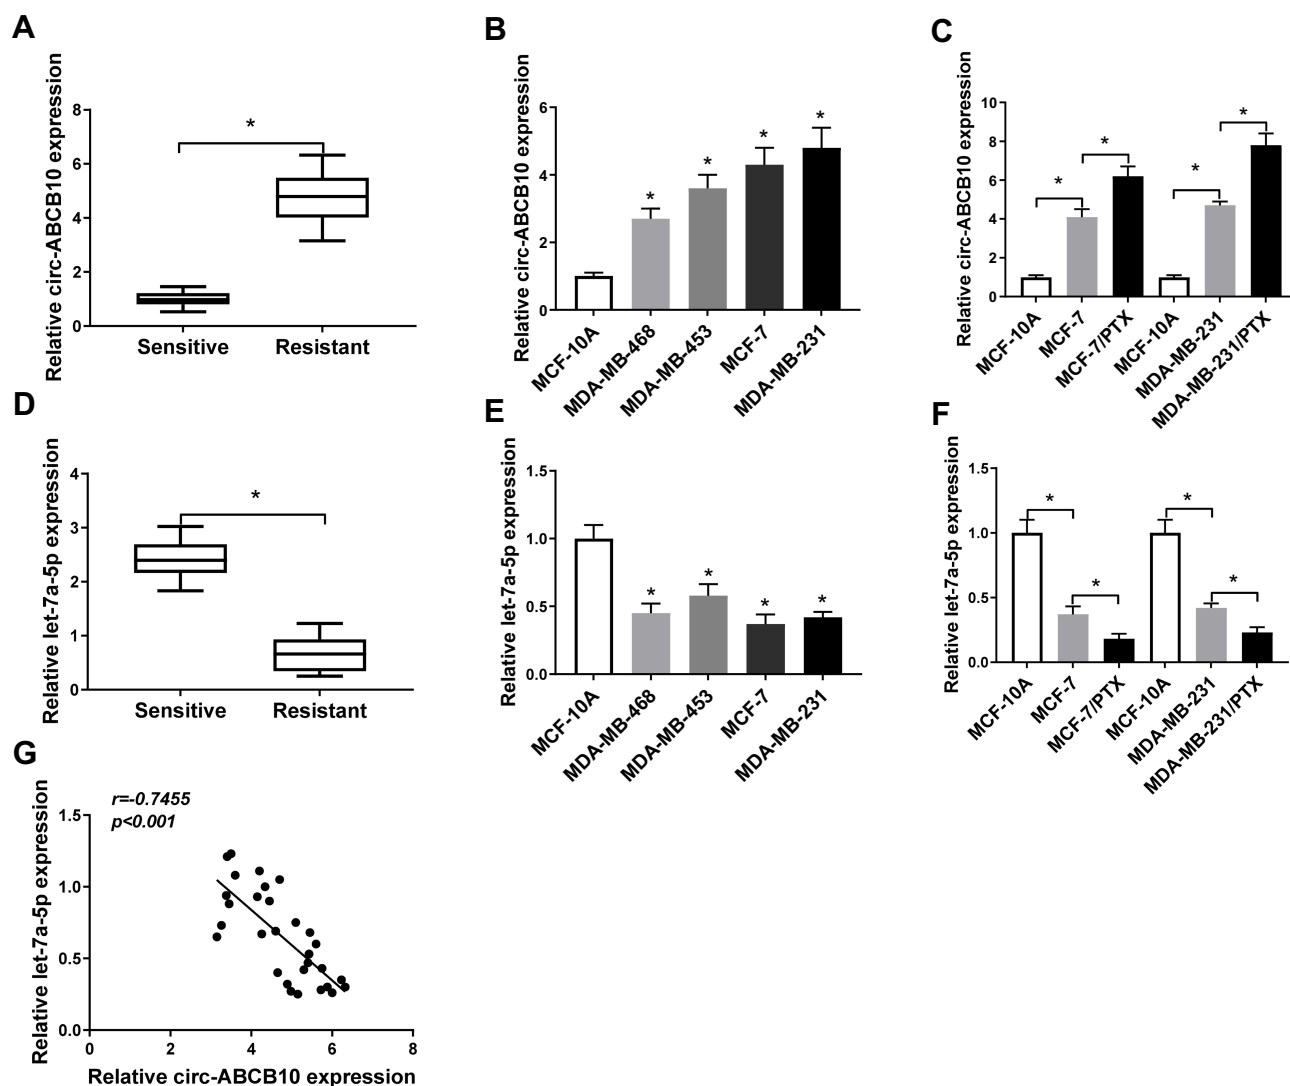 A
Relative circ-ABCB10 expression
8
6
4
2
0
*
Sensitive
Resistant
B
Relative circ-ABCB10 expression
6
4
2
0
*
*
*
*
MCF-10A
MDA-MB-468
MDA-MB-453
MCF-7
MDA-MB-231
C
Relative circ-ABCB10 expression
10
8
6
4
2
0
*
*
*
*
MCF-10A
MCF-7
MCF-7/PTX
MCF-10A
MDA-MB-231
MDA-MB-231/PTX
D
Relative let-7a-5p expression
4
3
2
1
0
*
Sensitive
Resistant
E
Relative let-7a-5p expression
1.5
1.0
0.5
0.0
*
*
*
*
MCF-10A
MDA-MB-468
MDA-MB-453
MCF-7
MDA-MB-231
F
Relative let-7a-5p expression
1.5
1.0
0.5
0.0
*
*
*
*
MCF-10A
MCF-7
MCF-7/PTX
MCF-10A
MDA-MB-231
MDA-MB-231/PTX
G
Relative let-7a-5p expression
r=-0.7455
p<0.001
1.5
1.0
0.5
0.0
0
2
4
6
8
Relative circ-ABCB10 expression